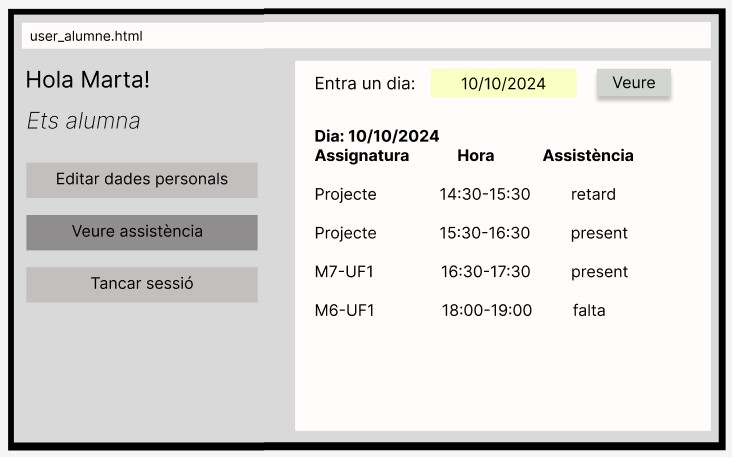 user_alumne.html
Hola Marta!
Ets alumna
Editar dades personals
Veure assistència
Tancar sessió
Entra un dia: 10/10/2024 Veure
Dia: 10/10/2024
Assignatura Hora Assistència
Projecte 14:30-15:30 retard
Projecte 15:30-16:30 present
M7-UF1 16:30-17:30 present
M6-UF1 18:00-19:00 falta